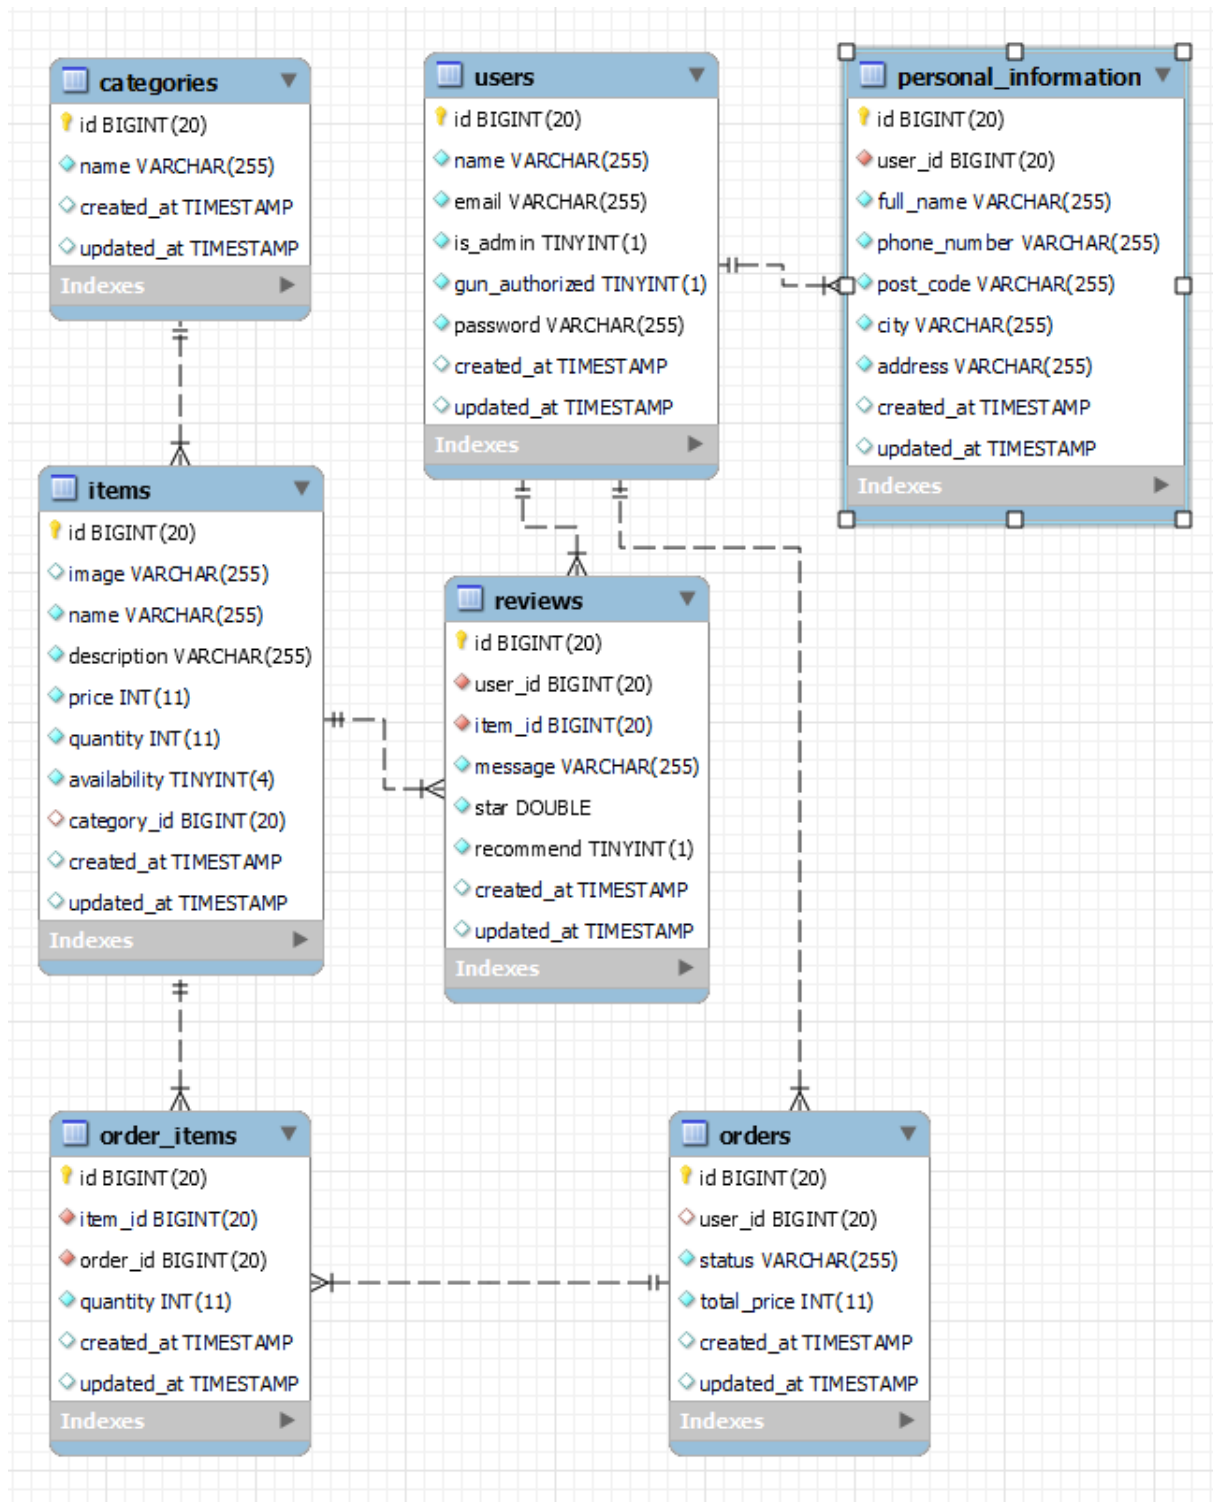 categories
id BIGINT(20)
name VARCHAR(255)
created_at TIMESTAMP
updated_at TIMESTAMP
Indexes
users
id BIGINT(20)
name VARCHAR(255)
email VARCHAR(255)
is_admin TINYINT(1)
gun_authorized TINYINT(1)
password VARCHAR(255)
created_at TIMESTAMP
updated_at TIMESTAMP
Indexes
personal_information
id BIGINT(20)
user_id BIGINT(20)
full_name VARCHAR(255)
phone_number VARCHAR(255)
post_code VARCHAR(255)
city VARCHAR(255)
address VARCHAR(255)
created_at TIMESTAMP
updated_at TIMESTAMP
Indexes
items
id BIGINT(20)
image VARCHAR(255)
name VARCHAR(255)
description VARCHAR(255)
price INT(11)
quantity INT(11)
availability TINYINT(4)
category_id BIGINT(20)
created_at TIMESTAMP
updated_at TIMESTAMP
Indexes
reviews
id BIGINT(20)
user_id BIGINT(20)
item_id BIGINT(20)
message VARCHAR(255)
star DOUBLE
recommend TINYINT(1)
created_at TIMESTAMP
updated_at TIMESTAMP
Indexes
order_items
id BIGINT(20)
item_id BIGINT(20)
order_id BIGINT(20)
quantity INT(11)
created_at TIMESTAMP
updated_at TIMESTAMP
Indexes
orders
id BIGINT(20)
user_id BIGINT(20)
status VARCHAR(255)
total_price INT(11)
created_at TIMESTAMP
updated_at TIMESTAMP
Indexes